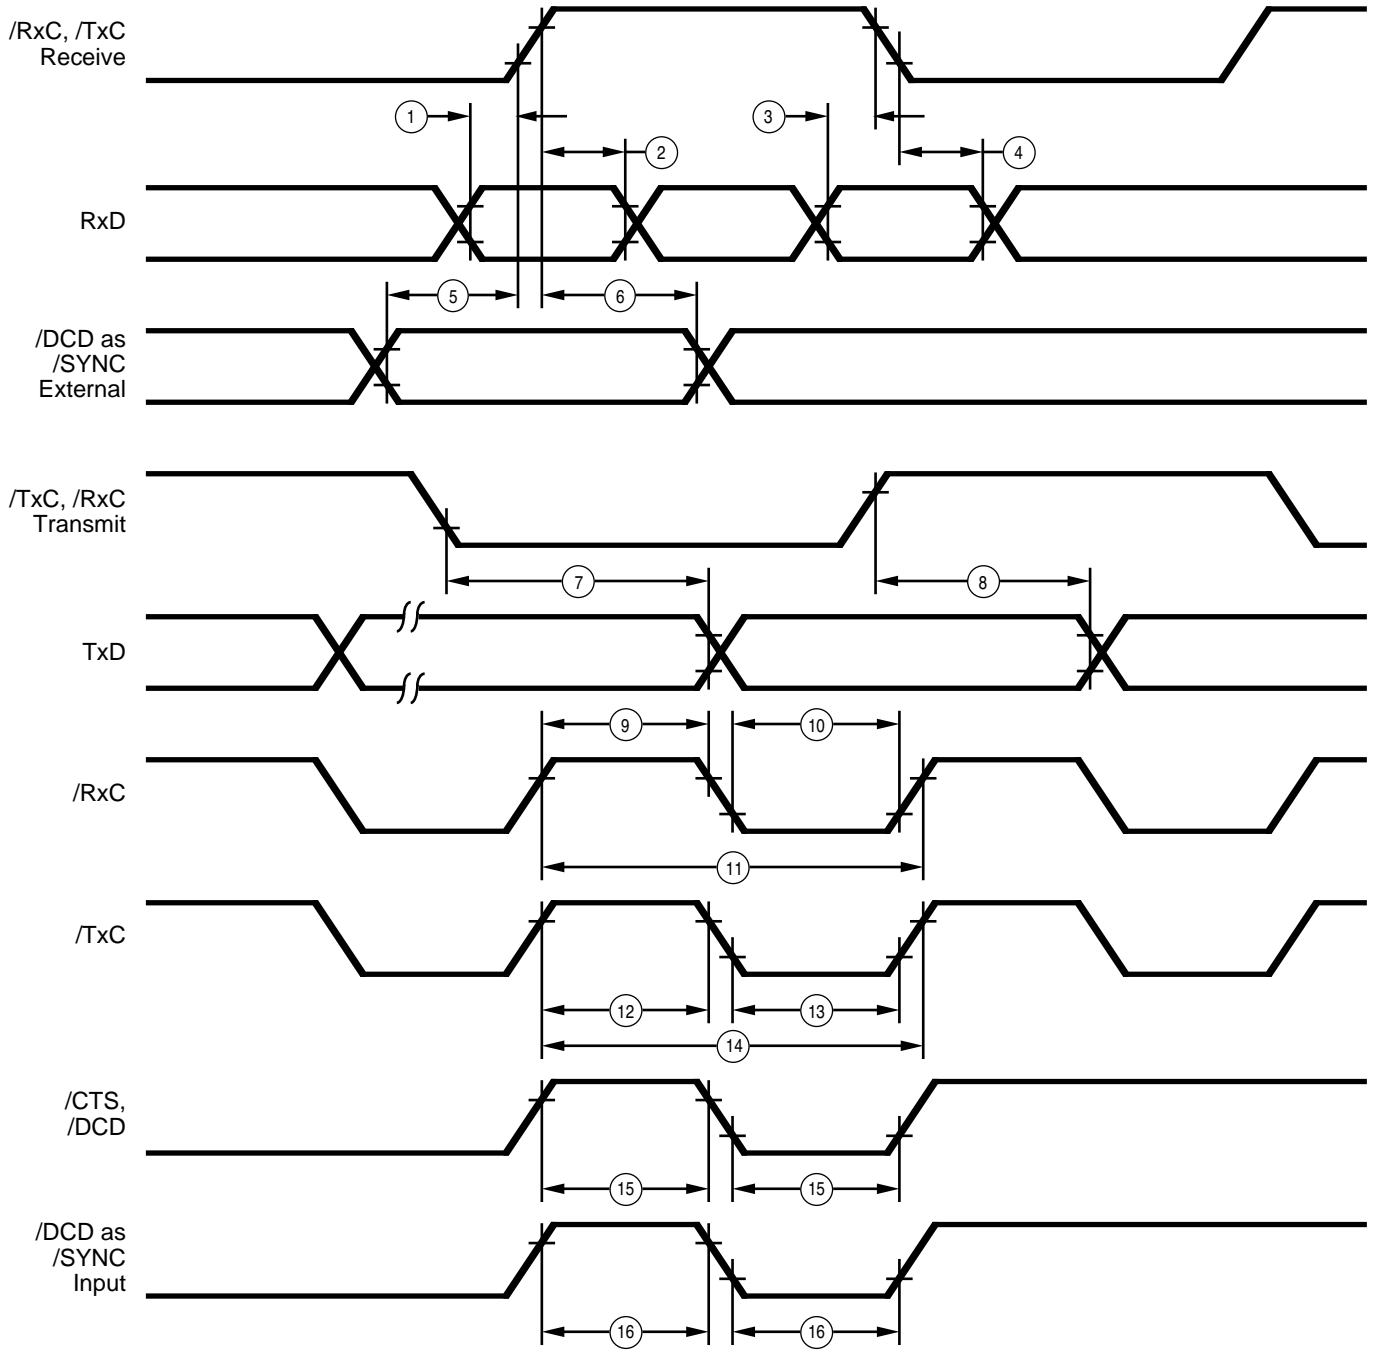 /RxC, /TxC
Receive
1
3
2
4
RxD
5
6
/DCD as
/SYNC
External
/TxC, /RxC
Transmit
7
8
TxD
9
10
/RxC
11
/TxC
12
13
14
/CTS,
/DCD
15
15
/DCD as
/SYNC
Input
16
16